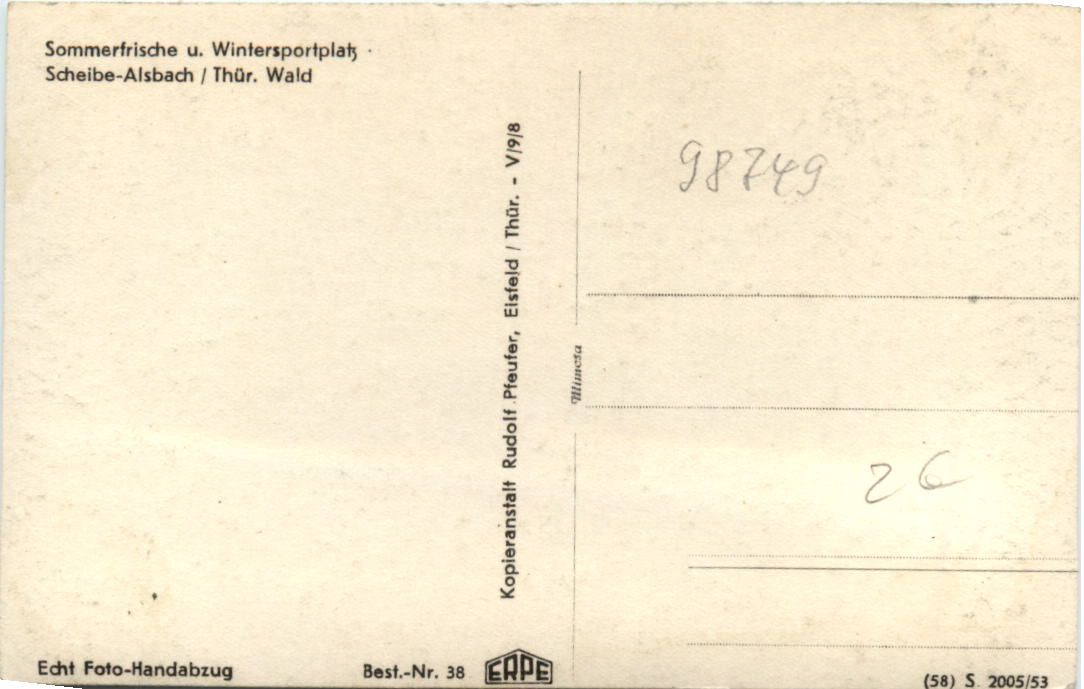 Sommerfrische u. Wintersportplatz
Scheibe-Alsbach / Thür. Wald
Kopieranstalt Rudolf Pfeufer, Eisfeld / Thür. - V/9/8
Mimosa
98749
26
Echt Foto-Handabzug
Best.-Nr. 38
ERPE
(58) S. 2005/53